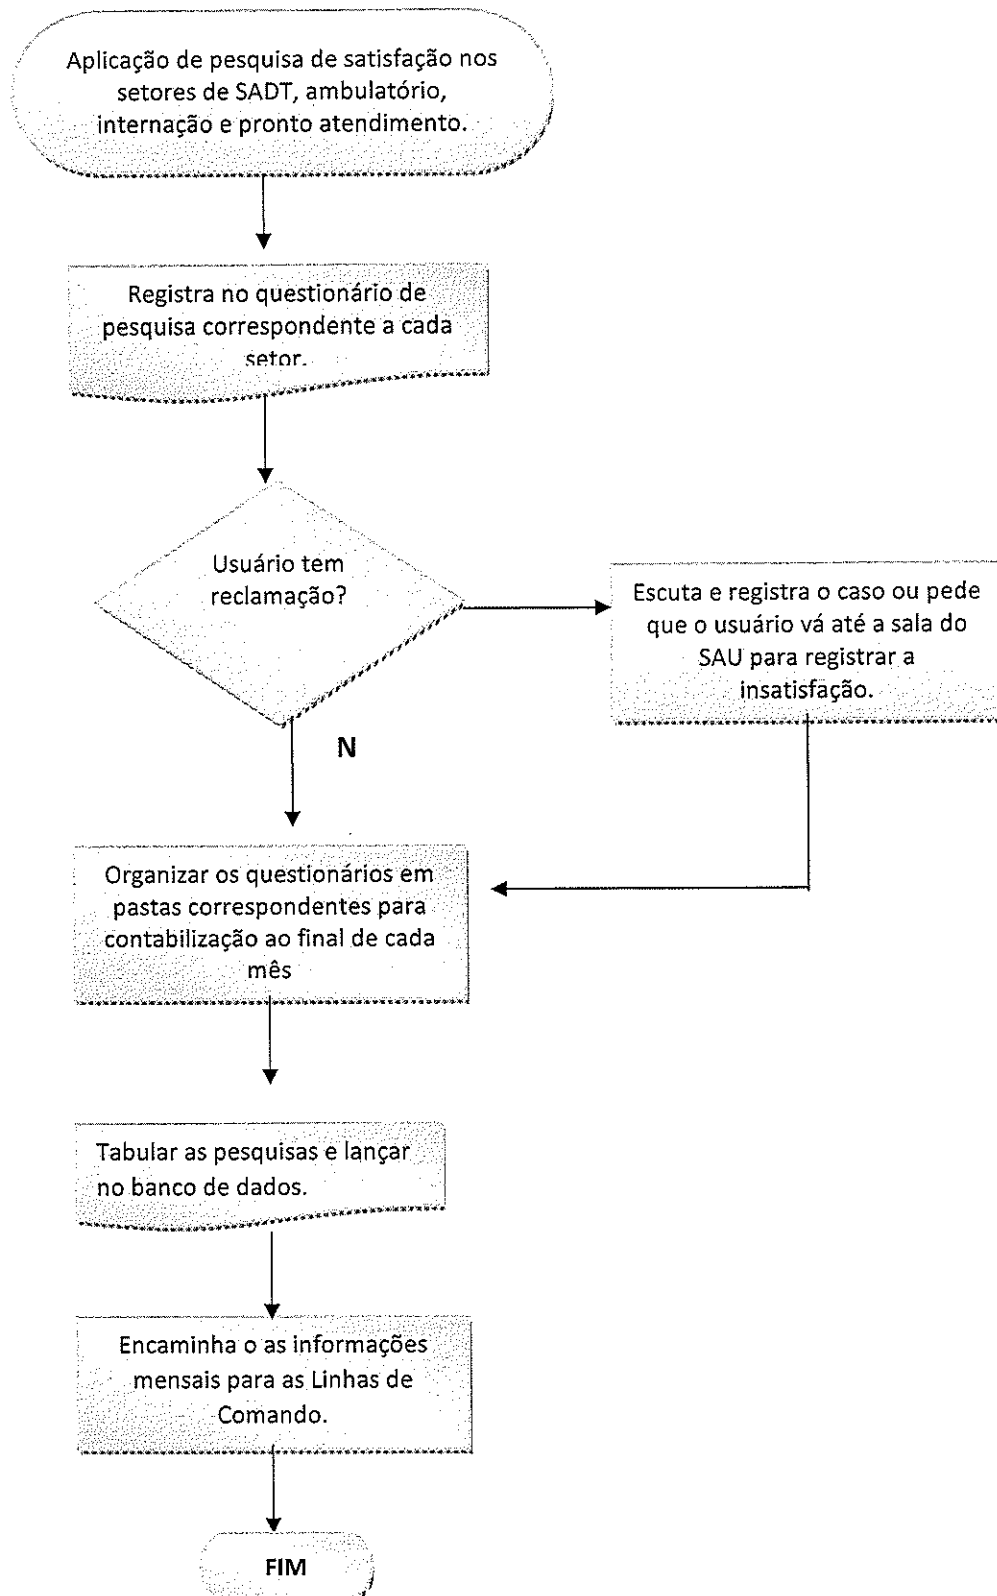 Aplicação de pesquisa de satisfação nos
setores de SADT, ambulatório,
internação e pronto atendimento.
Registra no questionário de
pesquisa correspondente a cada
setor.
Usuário tem
reclamação?
Escuta e registra o caso ou pede
que o usuário vá até a sala do
SAU para registrar a
insatisfação.
N
Organizar os questionários em
pastas correspondentes para
contabilização ao final de cada
mês
Tabular as pesquisas e lançar
no banco de dados.
Encaminha o as informações
mensais para as Linhas de
Comando.
FIM